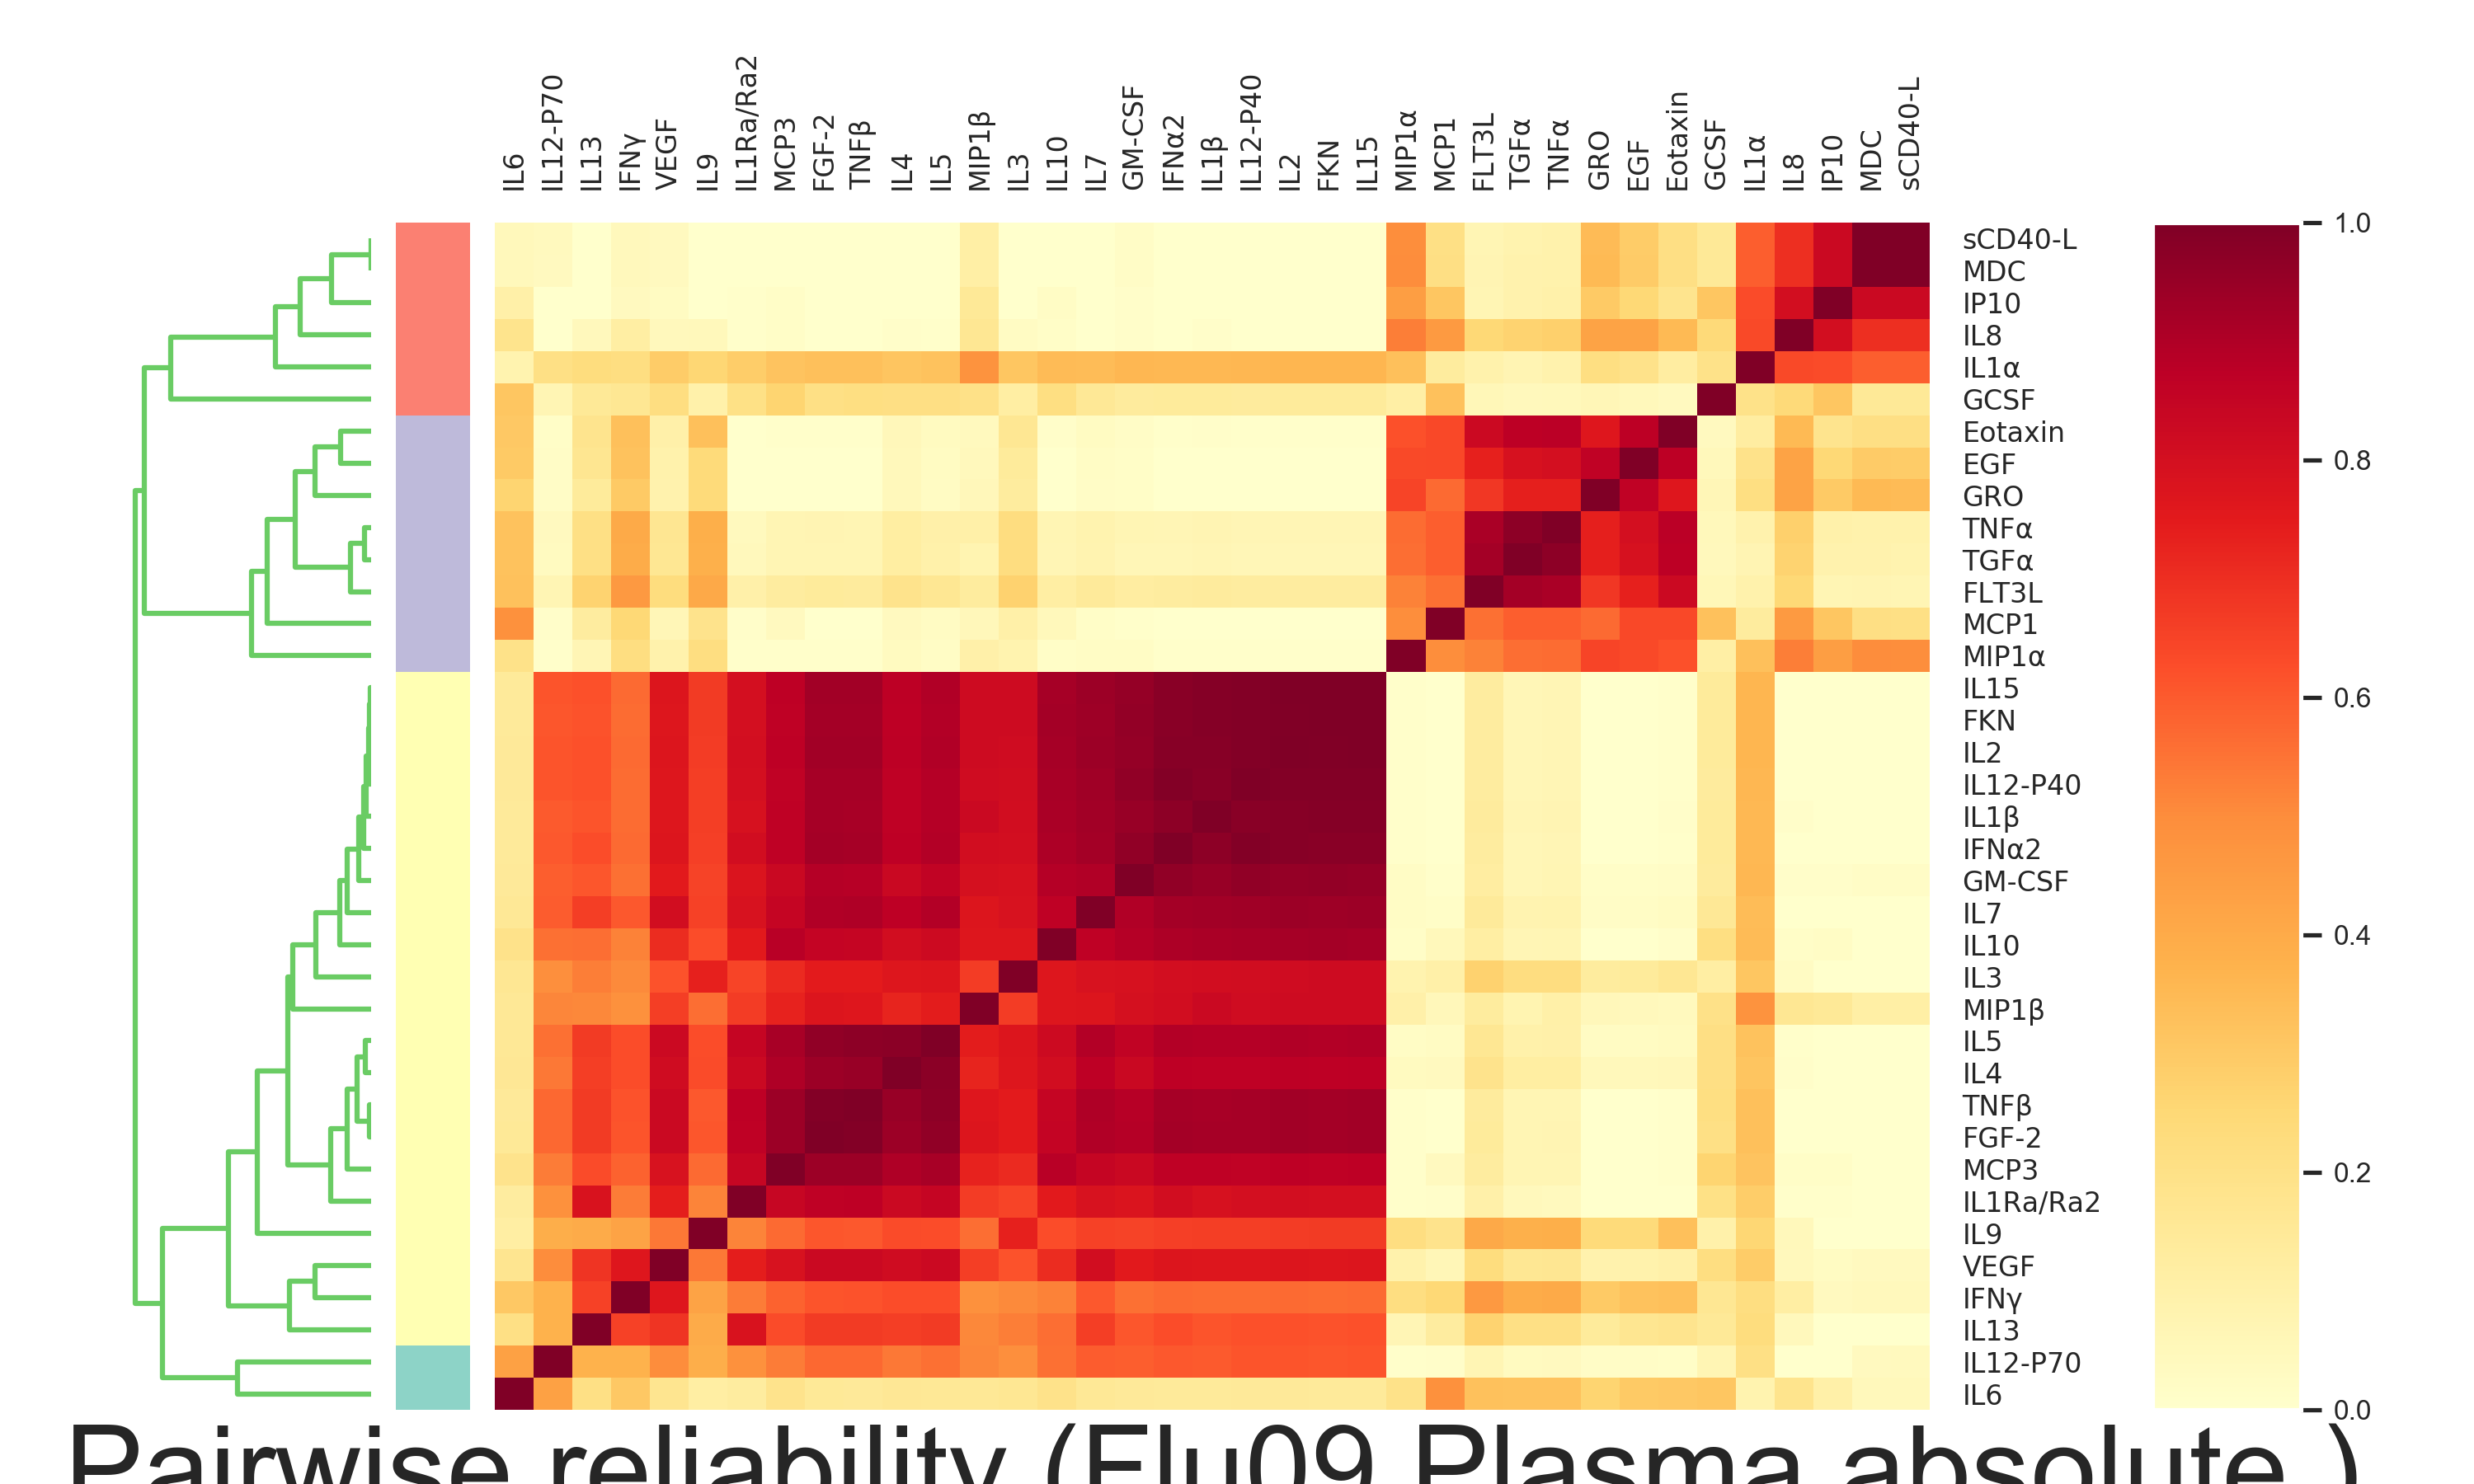 IL6
IL12-P70
IL13
IFNγ
VEGF
IL9
IL1Ra/Ra2
MCP3
FGF-2
TNFβ
IL4
IL5
MIP1β
IL3
IL10
IL7
GM-CSF
IFNα2
IL1β
IL12-P40
IL2
FKN
IL15
MIP1α
MCP1
FLT3L
TGFα
TNFα
GRO
EGF
Eotaxin
GCSF
IL1α
IL8
IP10
MDC
sCD40-L
sCD40-L
MDC
IP10
IL8
IL1α
GCSF
Eotaxin
EGF
GRO
TNFα
TGFα
FLT3L
MCP1
MIP1α
IL15
FKN
IL2
IL12-P40
IL1β
IFNα2
GM-CSF
IL7
IL10
IL3
MIP1β
IL5
IL4
TNFβ
FGF-2
MCP3
IL1Ra/Ra2
IL9
VEGF
IFNγ
IL13
IL12-P70
IL6
1.0
0.8
0.6
0.4
0.2
0.0
Pairwise reliability (Flu09 Plasma absolute )